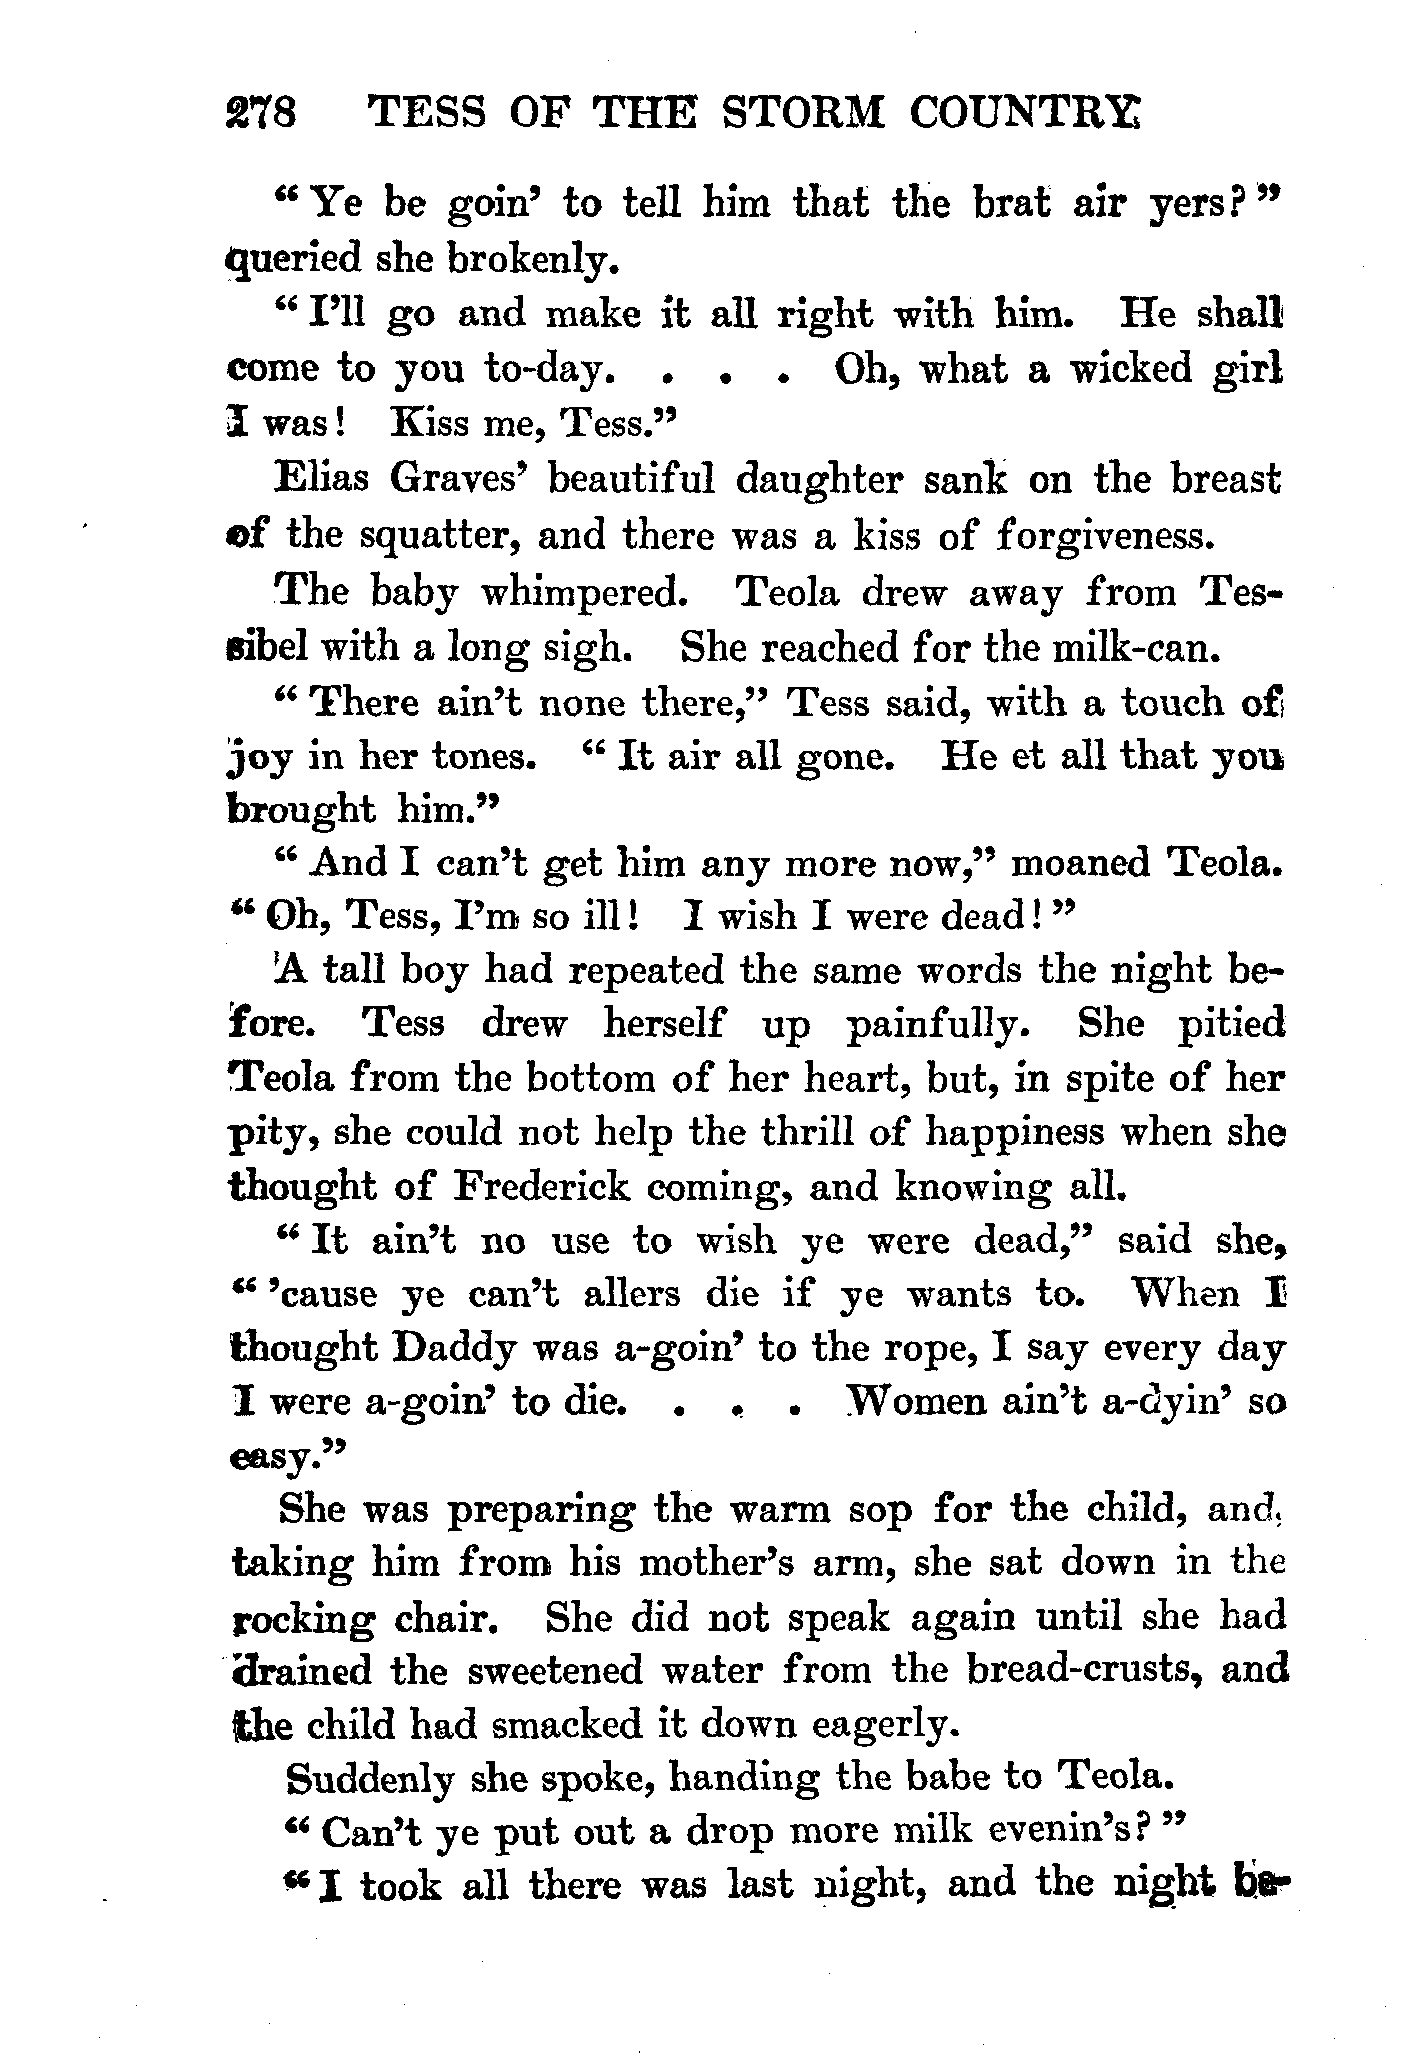 278 TESS OF THE STORM COUNTRY
“Ye be goin’ to tell him that the brat air yers?”
queried she brokenly.
“I’ll go and make it all right with him. He shall
come to you to-day. . . . Oh, what a wicked girl
I was! Kiss me, Tess.”
Elias Graves’ beautiful daughter sank on the breast
of the squatter, and there was a kiss of forgiveness.
The baby whimpered. Teola drew away from Tes-
sibel with a long sigh. She reached for the milk-can.
“There ain’t none there,” Tess said, with a touch of
joy in her tones. “It air all gone. He et all that you
brought him.”
“And I can’t get him any more now,” moaned Teola.
“Oh, Tess, I’m so ill! I wish I were dead!”
A tall boy had repeated the same words the night be-
fore. Tess drew herself up painfully. She pitied
Teola from the bottom of her heart, but, in spite of her
pity, she could not help the thrill of happiness when she
thought of Frederick coming, and knowing all.
“It ain’t no use to wish ye were dead,” said she,
“’cause ye can’t allers die if ye wants to. When I
thought Daddy was a-goin’ to the rope, I say every day
I were a-goin’ to die. . . . Women ain’t a-dyin’ so
easy.”
She was preparing the warm sop for the child, and,
taking him from his mother’s arm, she sat down in the
rocking chair. She did not speak again until she had
drained the sweetened water from the bread-crusts, and
the child had smacked it down eagerly.
Suddenly she spoke, handing the babe to Teola.
“Can’t ye put out a drop more milk evenin’s?”
“I took all there was last night, and the night be-